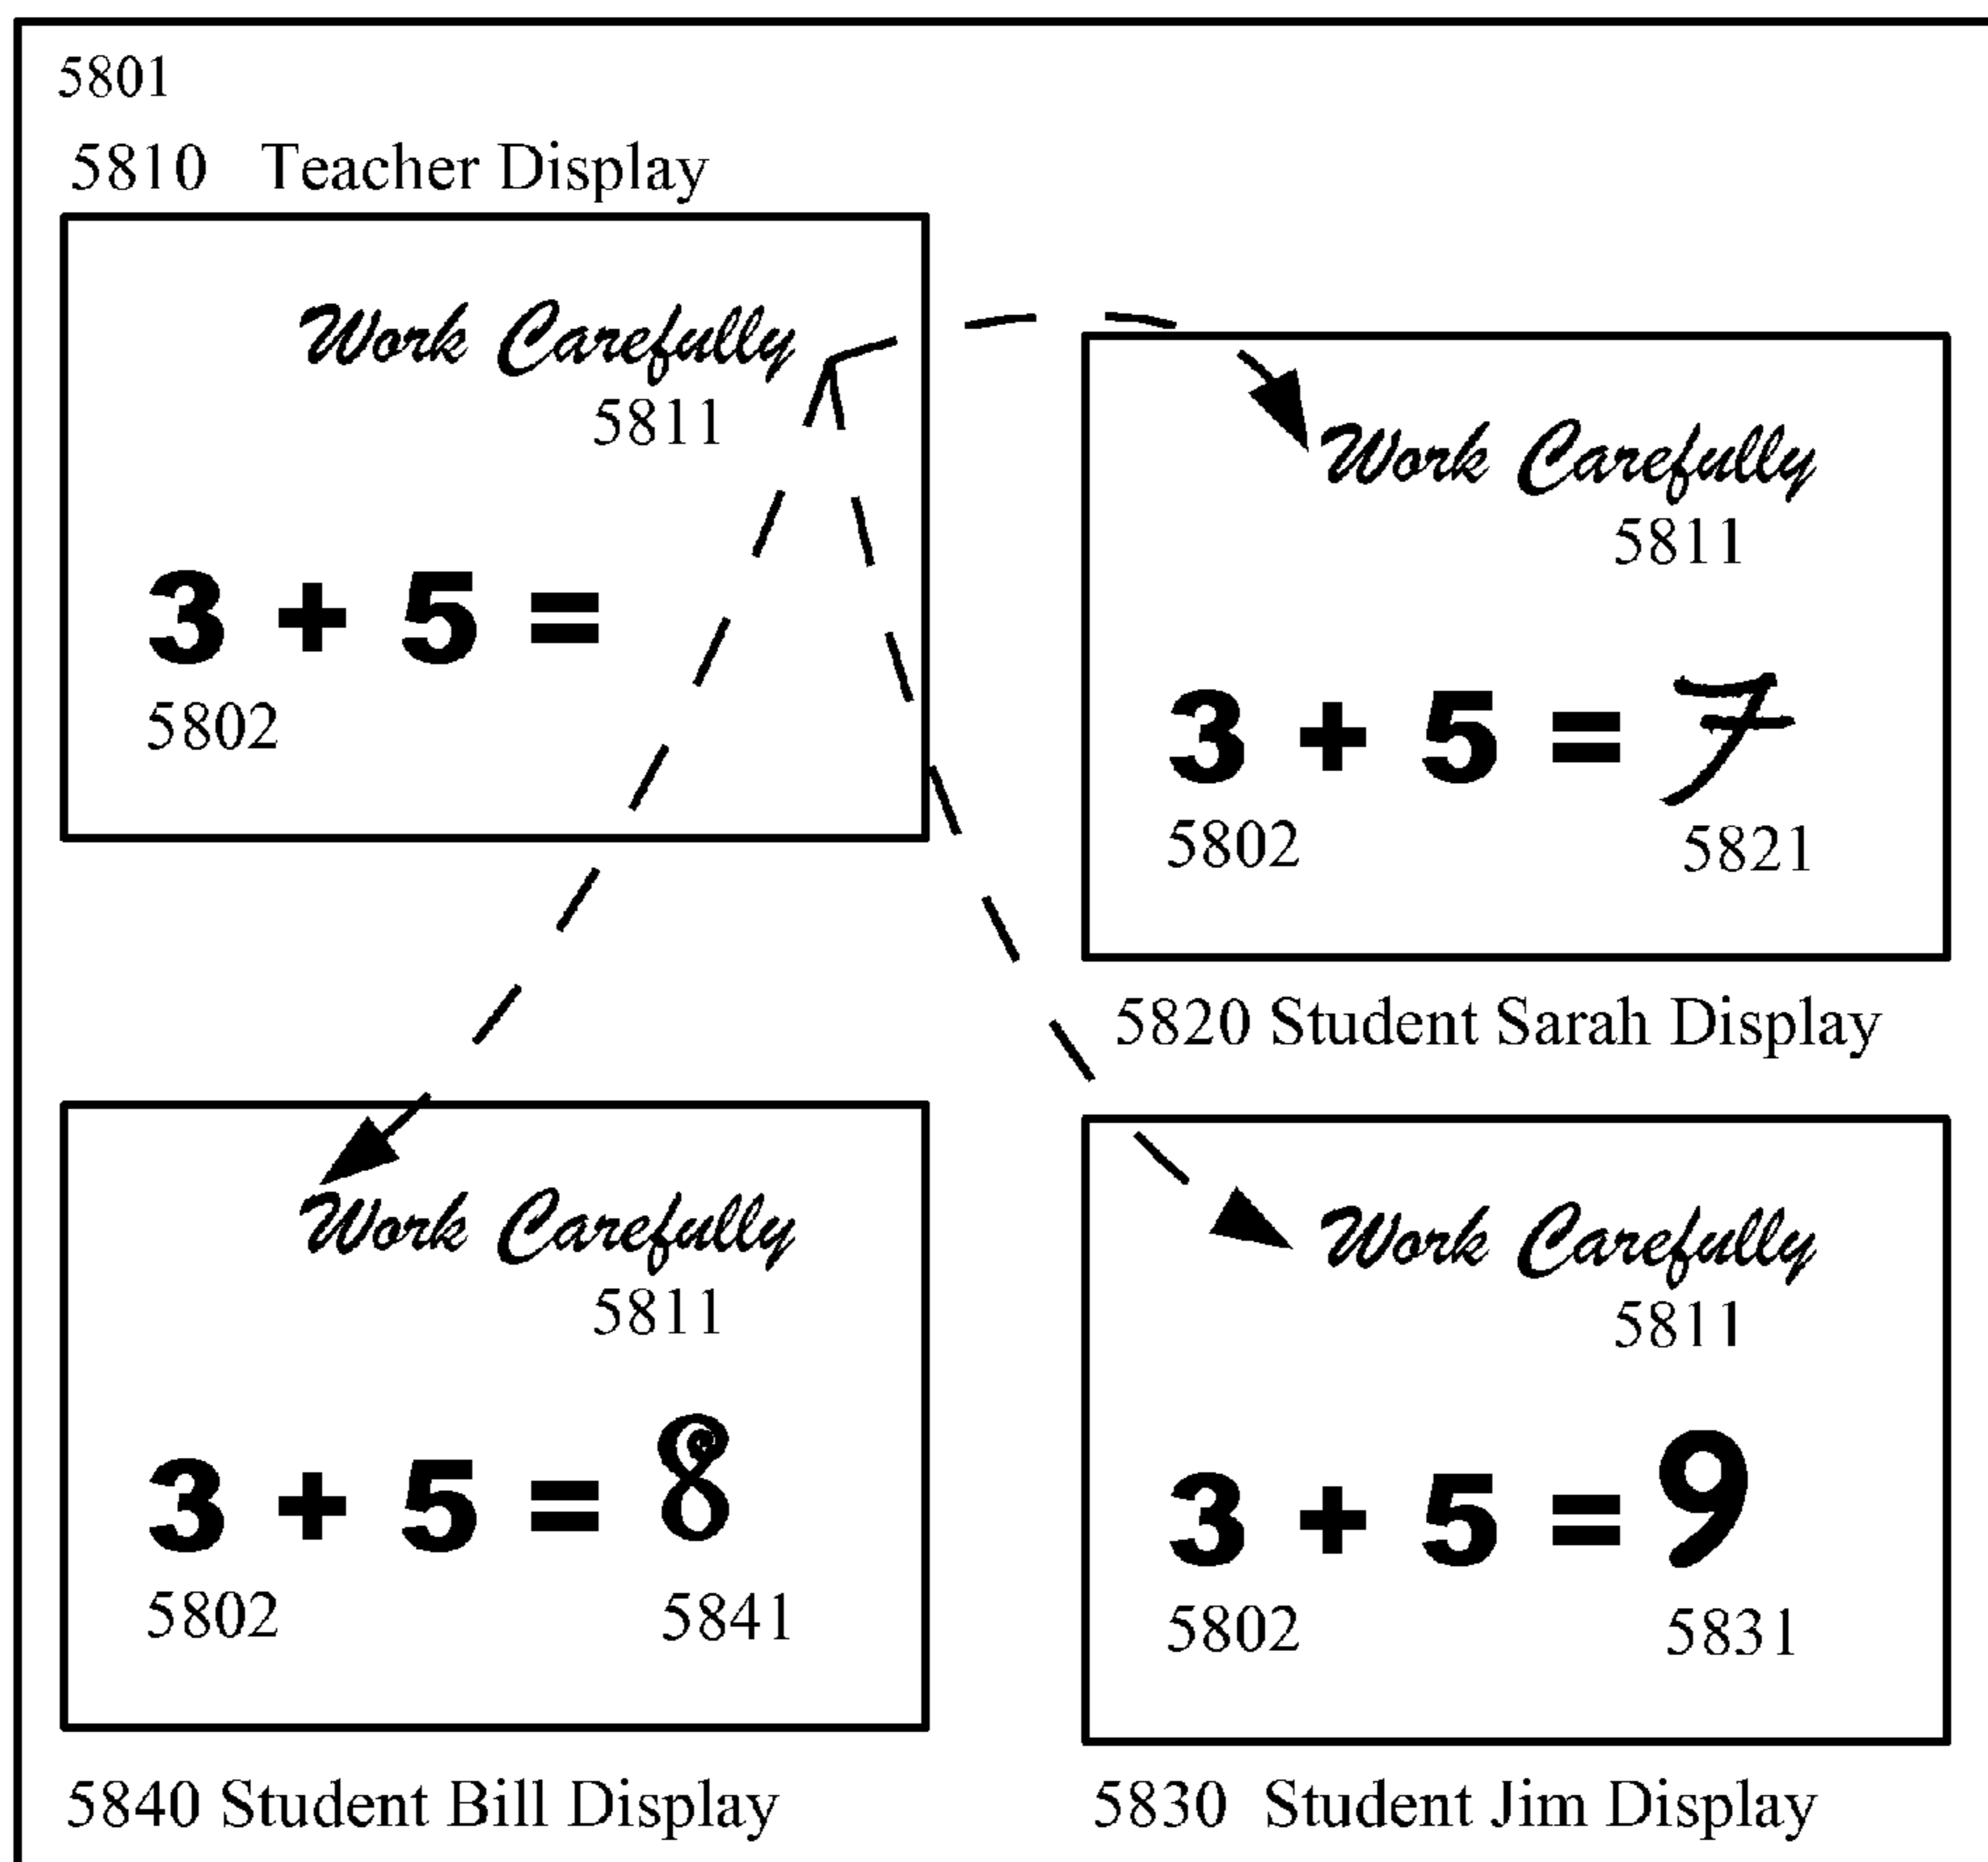 5801
5810 Teacher Display
Work Carefully
5811
3 + 5 =
5802
Work Carefully
5811
3 + 5 = 7
5802 5821
5820 Student Sarah Display
Work Carefully
5811
3 + 5 = 8
5802 5841
5840 Student Bill Display
Work Carefully
5811
3 + 5 = 9
5802 5831
5830 Student Jim Display